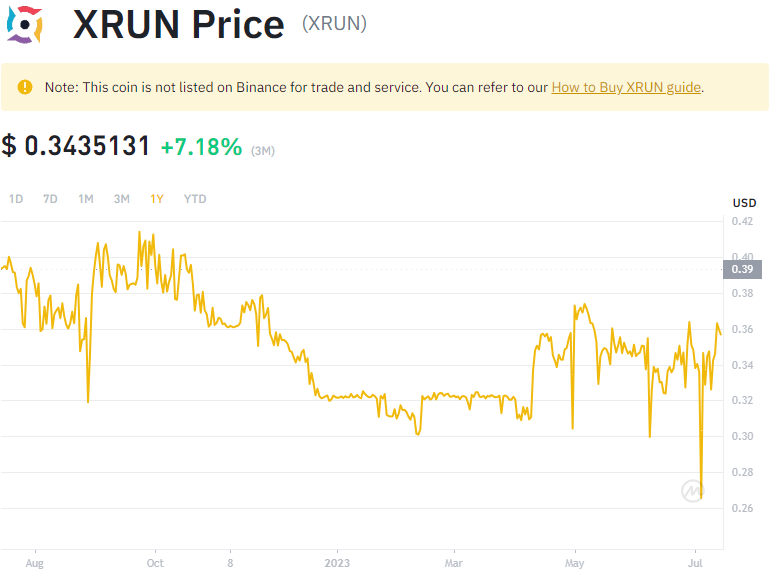 XRUN Price (XRUN)
Note: This coin is not listed on Binance for trade and service. You can refer to our How to Buy XRUN guide.
$ 0.3435131 +7.18% (3M)
1D 7D 1M 3M 1Y YTD
USD
0.42
0.40
0.39
0.38
0.36
0.34
0.32
0.30
0.28
0.26
Aug Oct 8 2023 Mar May Jul